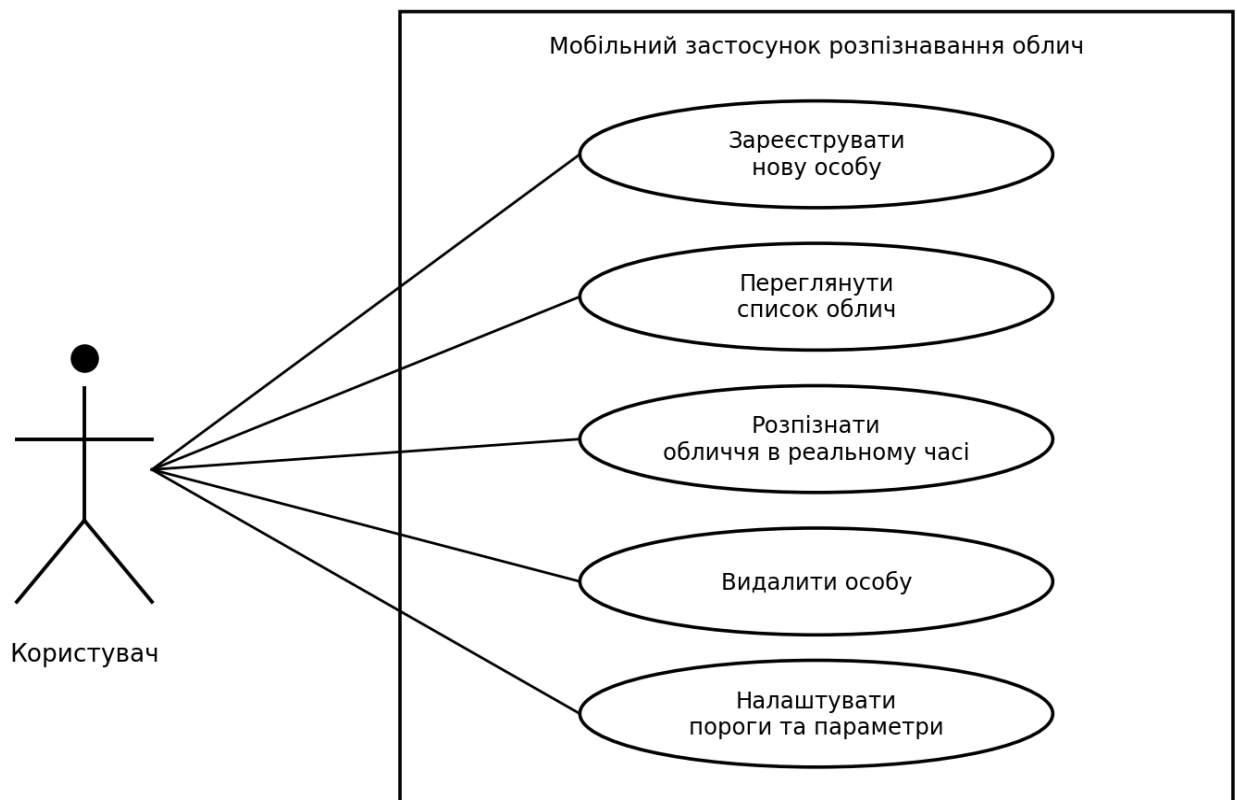 Мобільний застосунок розпізнавання облич
Зареєструвати
нову особу
Переглянути
список облич
Розпізнати
обличчя в реальному часі
Видалити особу
Користувач
Налаштувати
пороги та параметри